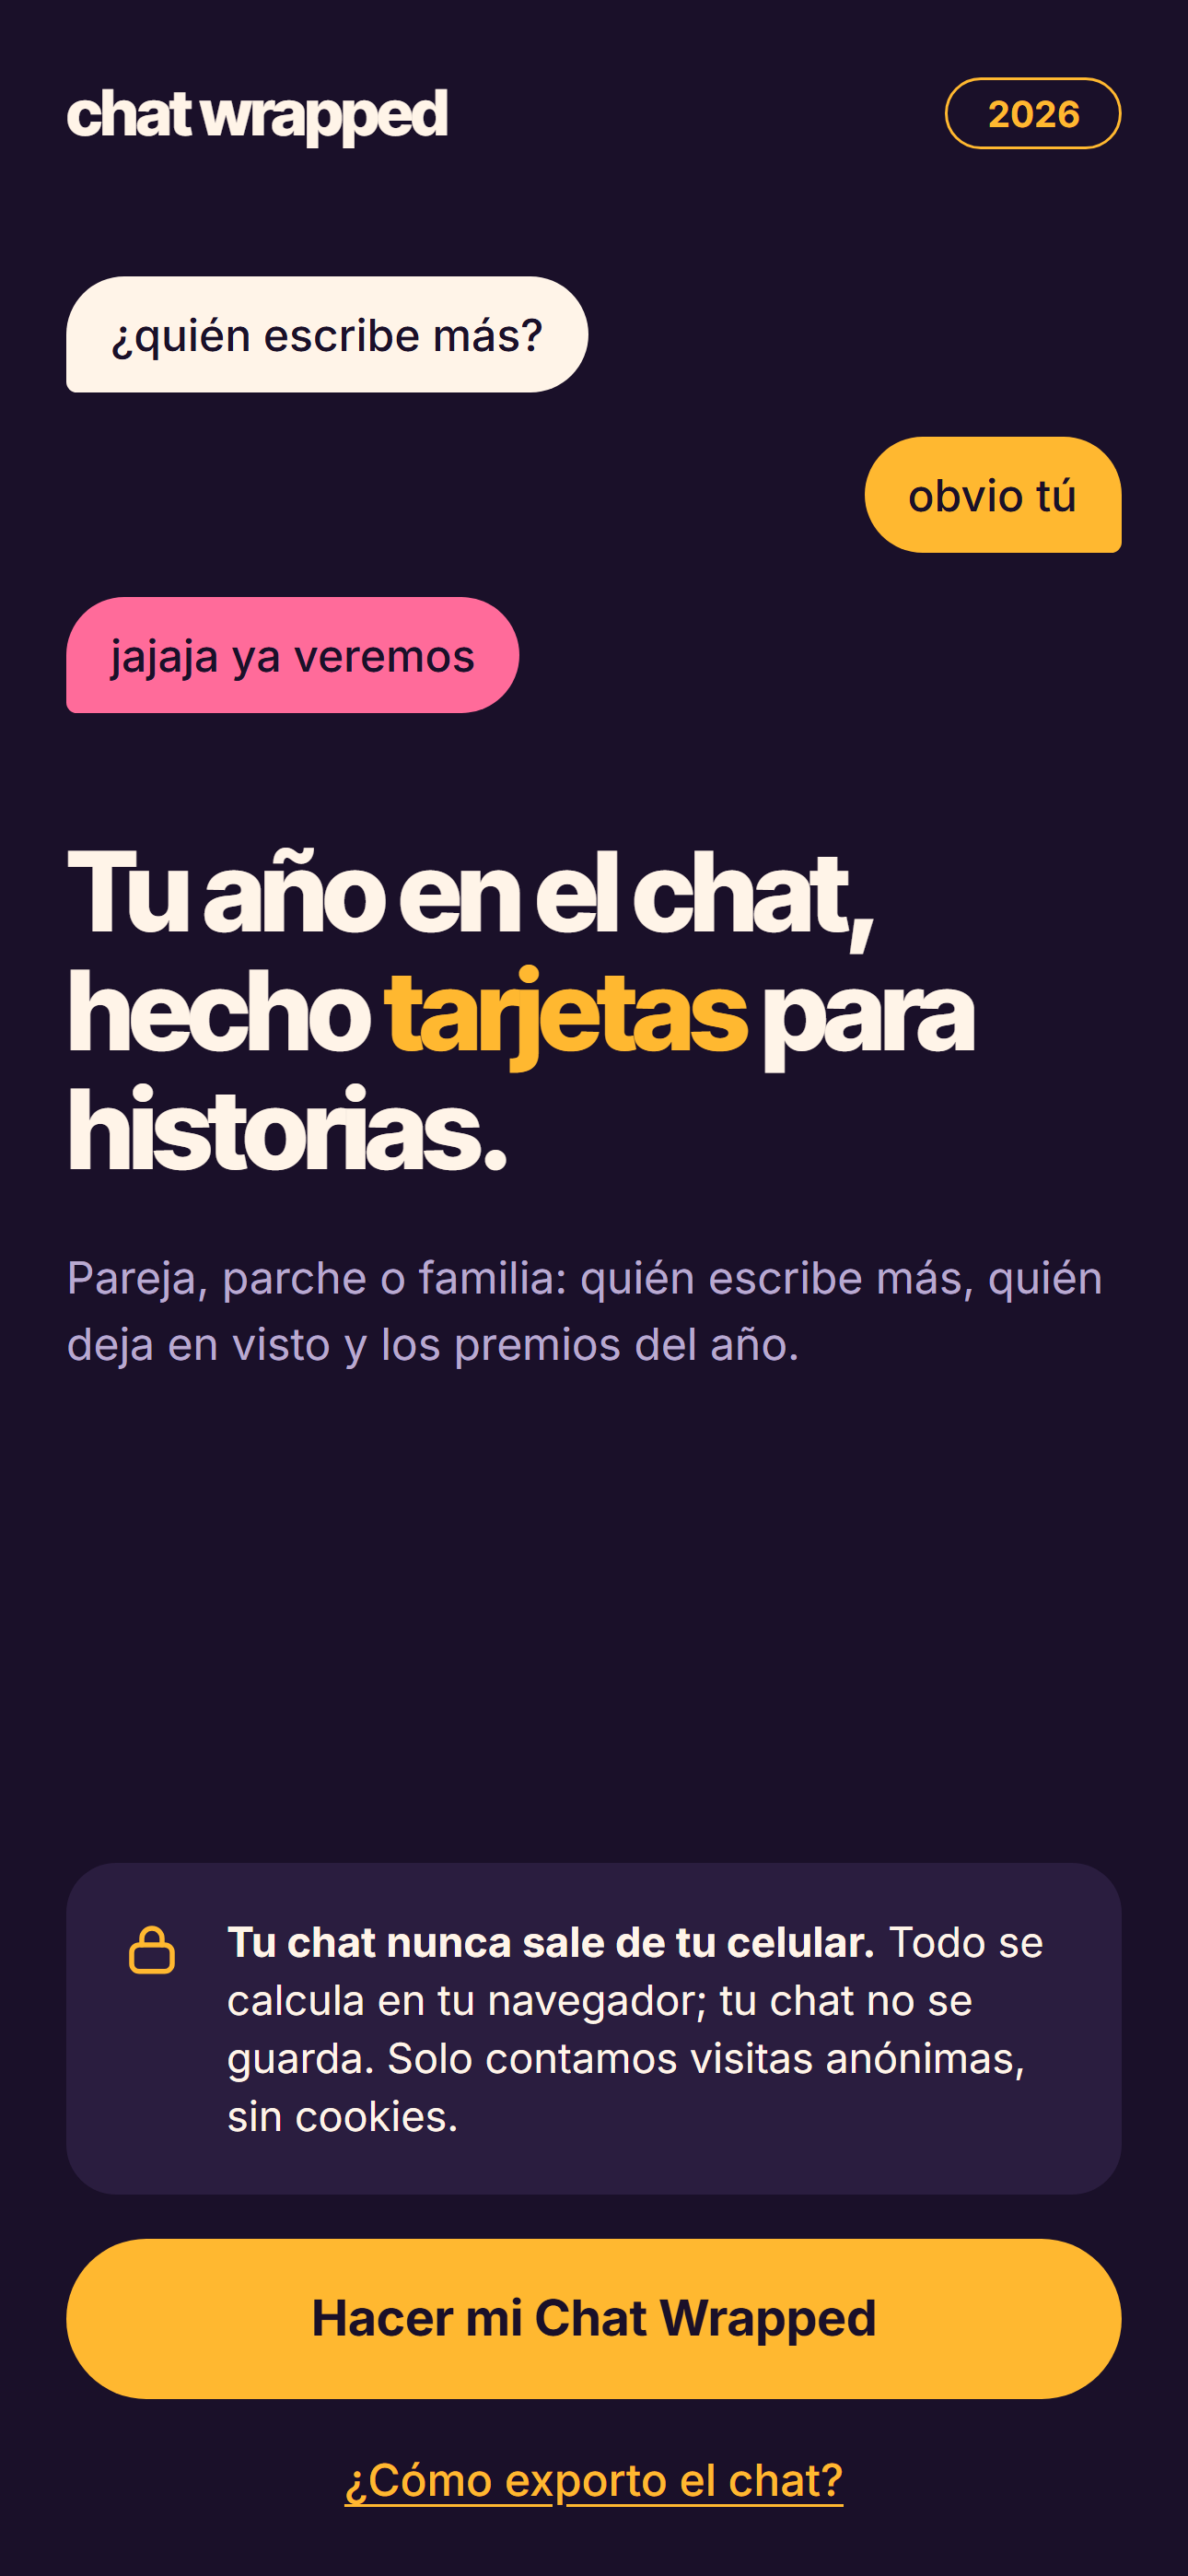 chat wrapped
2026
¿quién escribe más?
obvio tú
jajaja ya veremos
Tu año en el chat,
hecho tarjetas para
historias.
Pareja, parche o familia: quién escribe más, quién
deja en visto y los premios del año.
Tu chat nunca sale de tu celular. Todo se
calcula en tu navegador; tu chat no se
guarda. Solo contamos visitas anónimas,
sin cookies.
Hacer mi Chat Wrapped
¿Cómo exporto el chat?